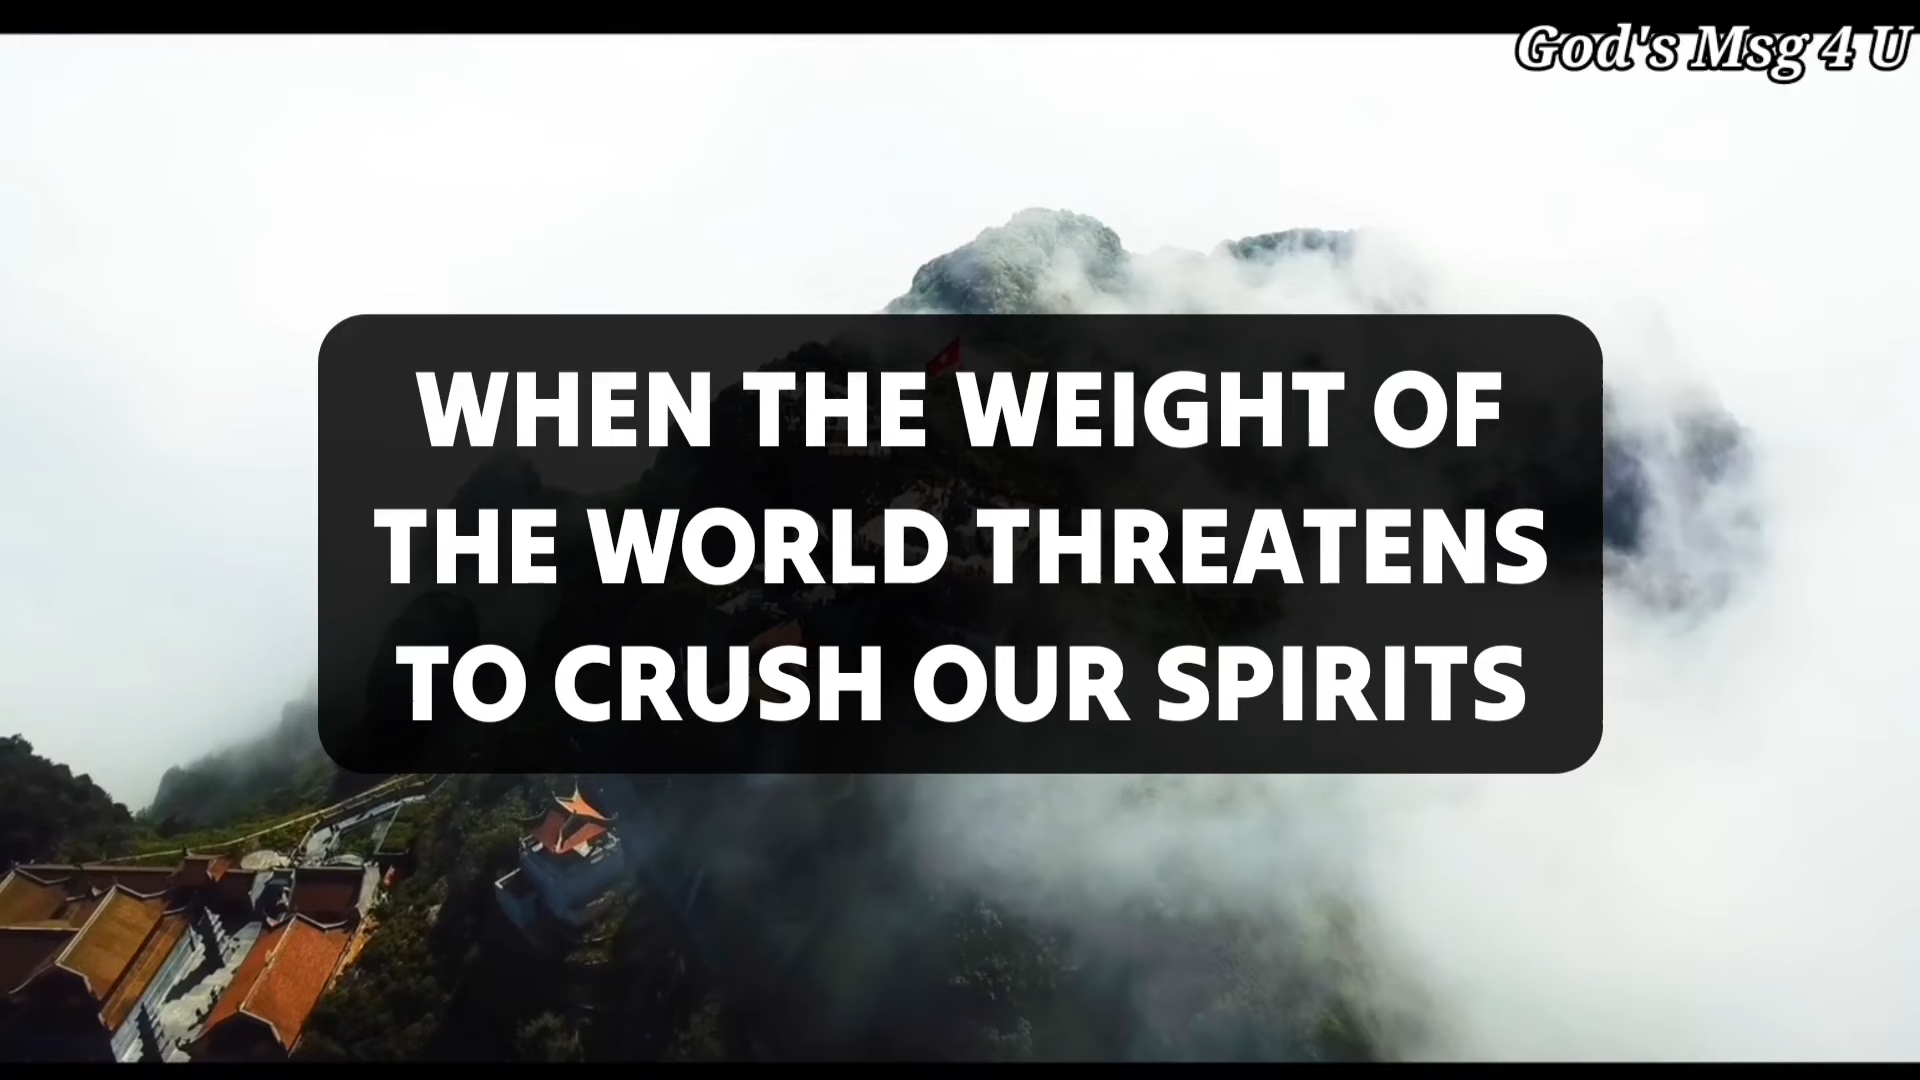 God's Msg 4 U
WHEN THE WEIGHT OF
THE WORLD THREATENS
TO CRUSH OUR SPIRITS